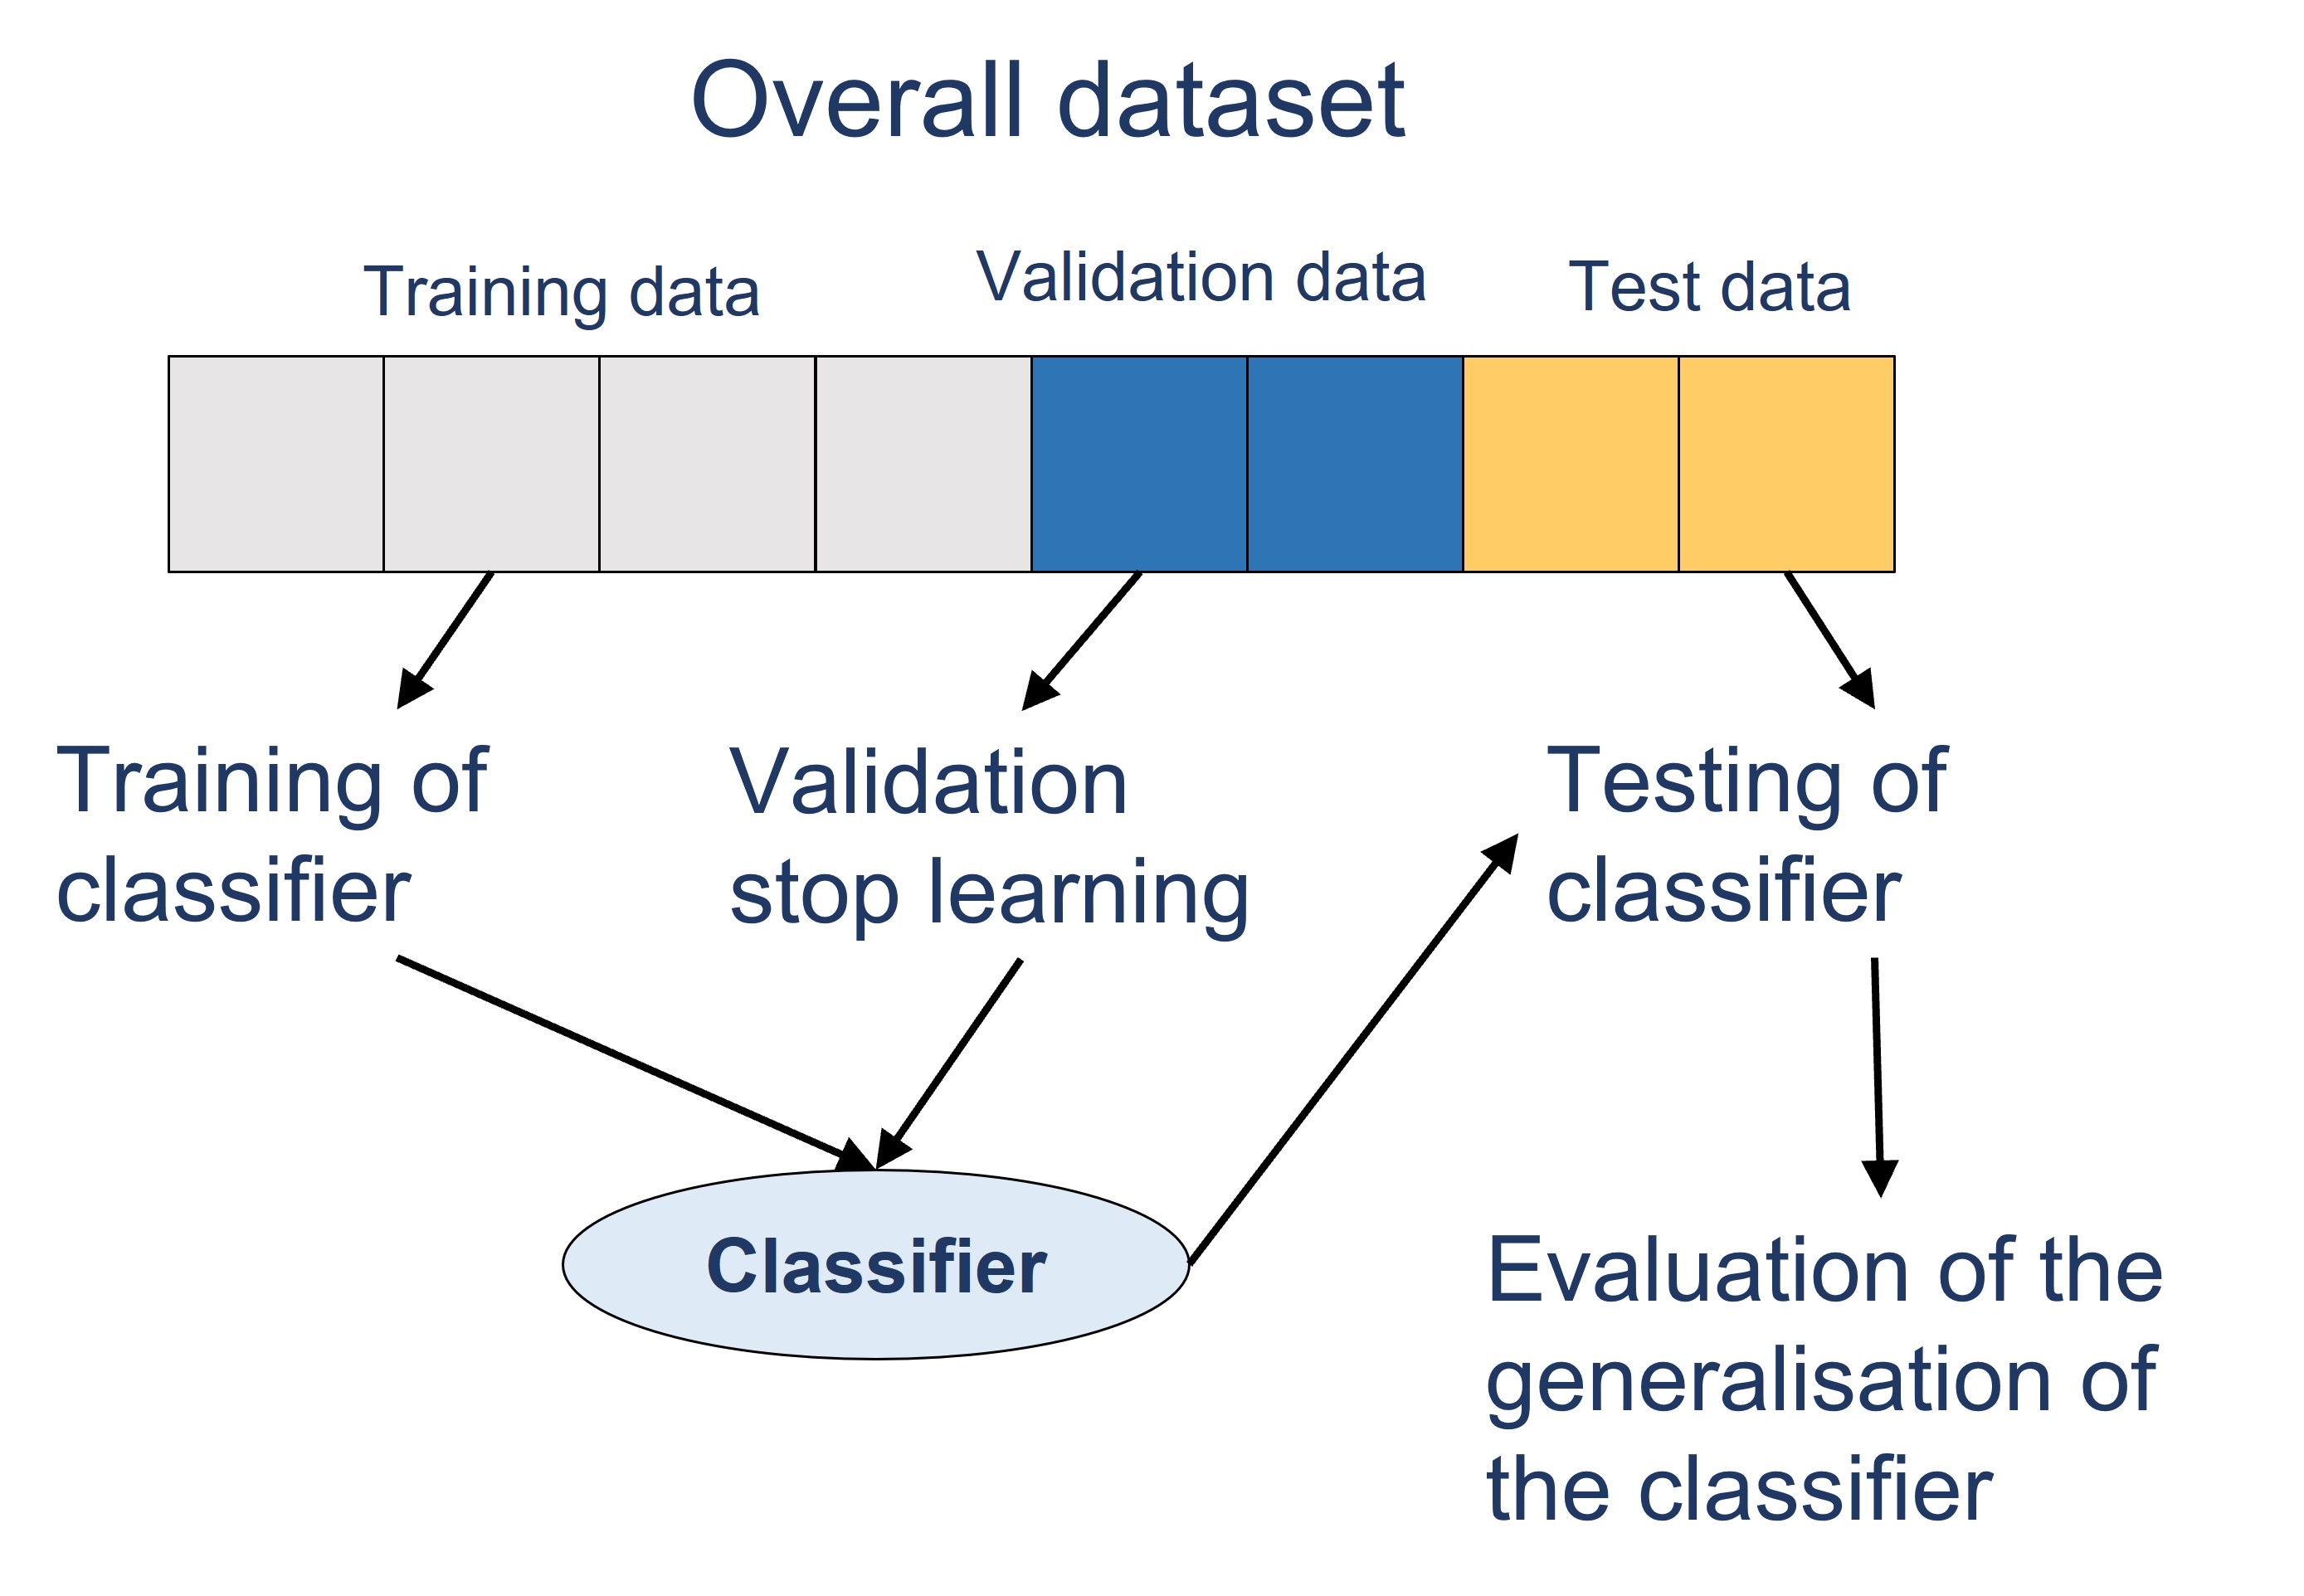 Overall dataset
Training data
Validation data
Test data
Training of
classifier
Validation
stop learning
Testing of
classifier
Classifier
Evaluation of the
generalisation of
the classifier